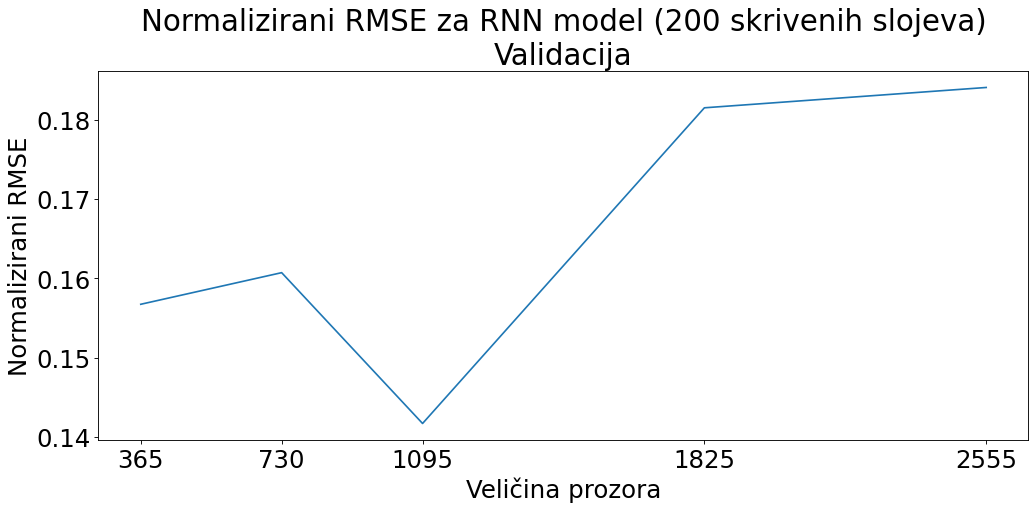 Normalizirani RMSE za RNN model (200 skrivenih slojeva)
Validacija
Normalizirani RMSE
0.18
0.17
0.16
0.15
0.14
365 730 1095 1825 2555
Veličina prozora